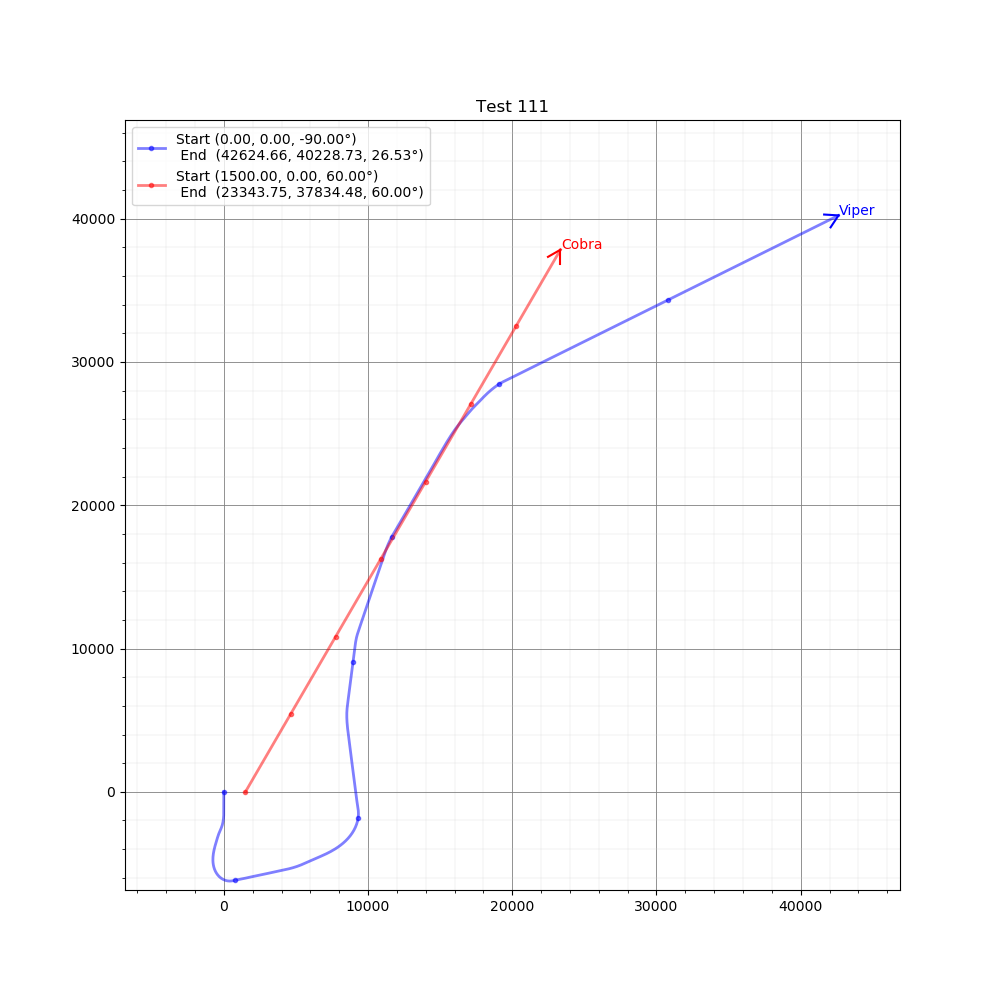 Test 111
Start (0.00, 0.00, -90.00°)
End (42624.66, 40228.73, 26.53°)
Start (1500.00, 0.00, 60.00°)
End (23343.75, 37834.48, 60.00°)
Viper
Cobra
40000
30000
20000
10000
0
0 10000 20000 30000 40000